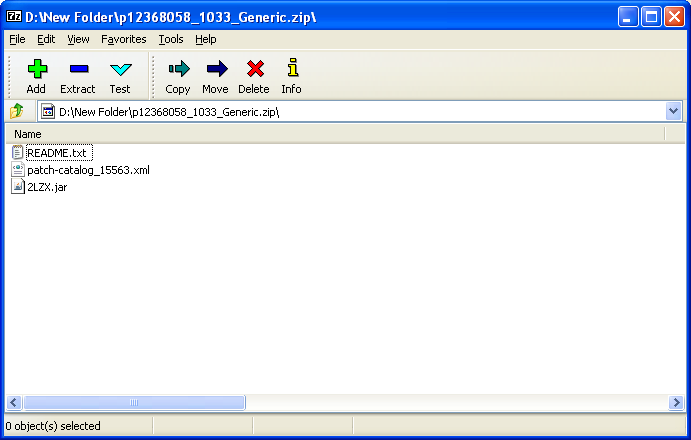 D:\New Folder\p12368058_1033_Generic.zip\
File Edit View Favorites Tools Help
Add Extract Test Copy Move Delete Info
D:\New Folder\p12368058_1033_Generic.zip\
Name
README.txt
patch-catalog_15563.xml
2LZX.jar
0 object(s) selected